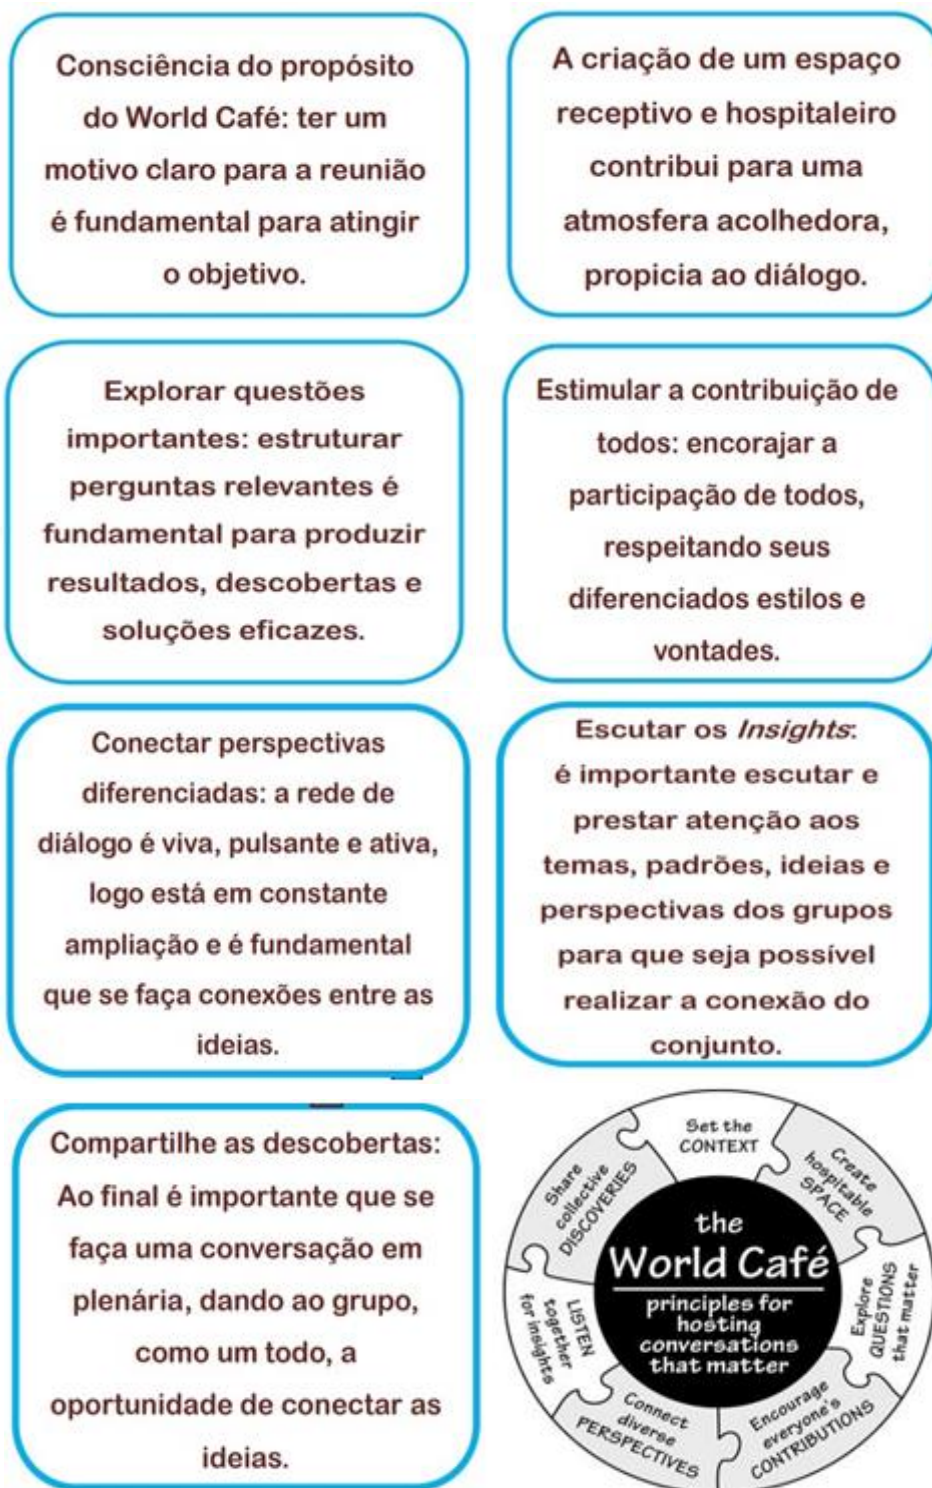 Consciência do propósito
do World Café: ter um
motivo claro para a reunião
é fundamental para atingir
o objetivo.
A criação de um espaço
receptivo e hospitaleiro
contribui para uma
atmosfera acolhedora,
propicia ao diálogo.
Explorar questões
importantes: estruturar
perguntas relevantes é
fundamental para produzir
resultados, descobertas e
soluções eficazes.
Estimular a contribuição de
todos: encorajar a
participação de todos,
respeitando seus
diferenciados estilos e
vontades.
Conectar perspectivas
diferenciadas: a rede de
diálogo é viva, pulsante e ativa,
logo está em constante
ampliação e é fundamental
que se faça conexões entre as
ideias.
Escutar os Insights:
é importante escutar e
prestar atenção aos
temas, padrões, ideias e
perspectivas dos grupos
para que seja possível
realizar a conexão do
conjunto.
Compartilhe as descobertas:
Ao final é importante que se
faça uma conversação em
plenária, dando ao grupo,
como um todo, a
oportunidade de conectar as
ideias.
the
World Café
principles for
hosting
conversations
that matter
Set the
CONTEXT
Create
hospitable
SPACE
Explore
QUESTIONS
that matter
Encourage
everyone's
CONTRIBUTIONS
Connect
diverse
PERSPECTIVES
LISTEN
together
for insights
Share
collective
DISCOVERIES